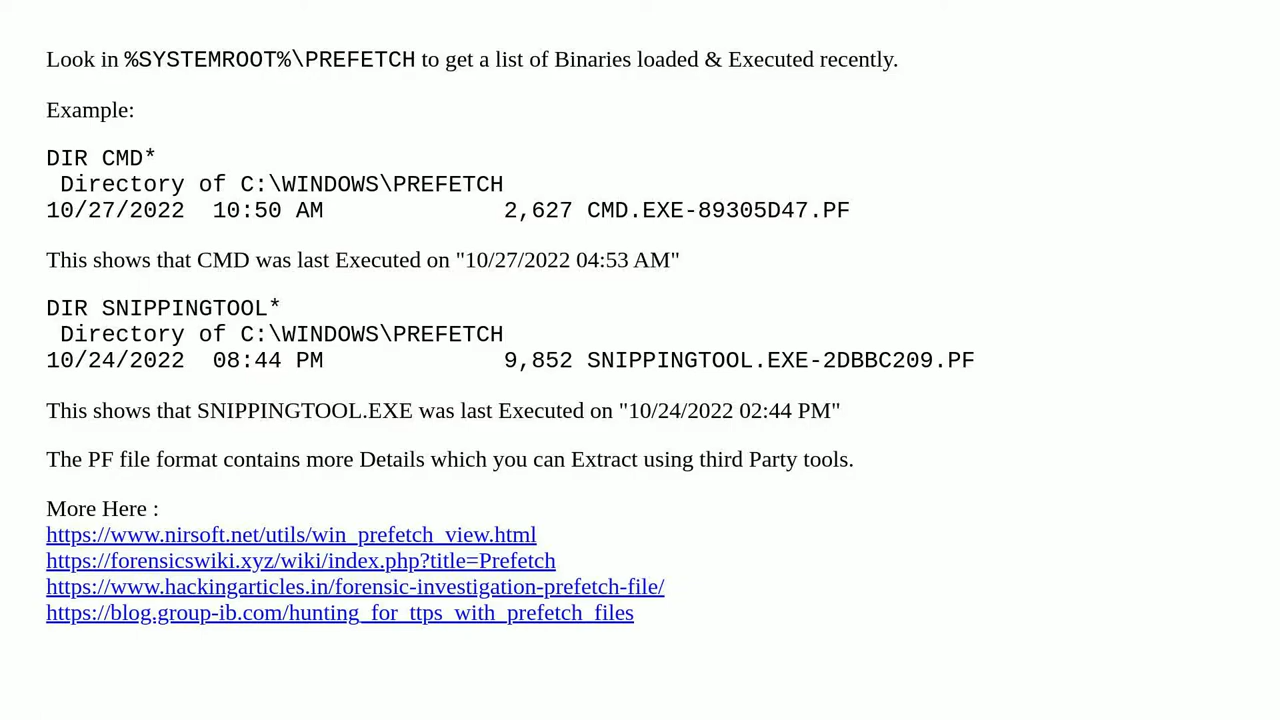 Look in %SYSTEMROOT%\PREFETCH to get a list of Binaries loaded & Executed recently.
Example:
DIR CMD*
 Directory of C:\WINDOWS\PREFETCH
10/27/2022  10:50 AM             2,627 CMD.EXE-89305D47.PF
This shows that CMD was last Executed on "10/27/2022 04:53 AM"
DIR SNIPPINGTOOL*
 Directory of C:\WINDOWS\PREFETCH
10/24/2022  08:44 PM             9,852 SNIPPINGTOOL.EXE-2DBBC209.PF
This shows that SNIPPINGTOOL.EXE was last Executed on "10/24/2022 02:44 PM"
The PF file format contains more Details which you can Extract using third Party tools.
More Here :
https://www.nirsoft.net/utils/win_prefetch_view.html
https://forensicswiki.xyz/wiki/index.php?title=Prefetch
https://www.hackingarticles.in/forensic-investigation-prefetch-file/
https://blog.group-ib.com/hunting_for_ttps_with_prefetch_files